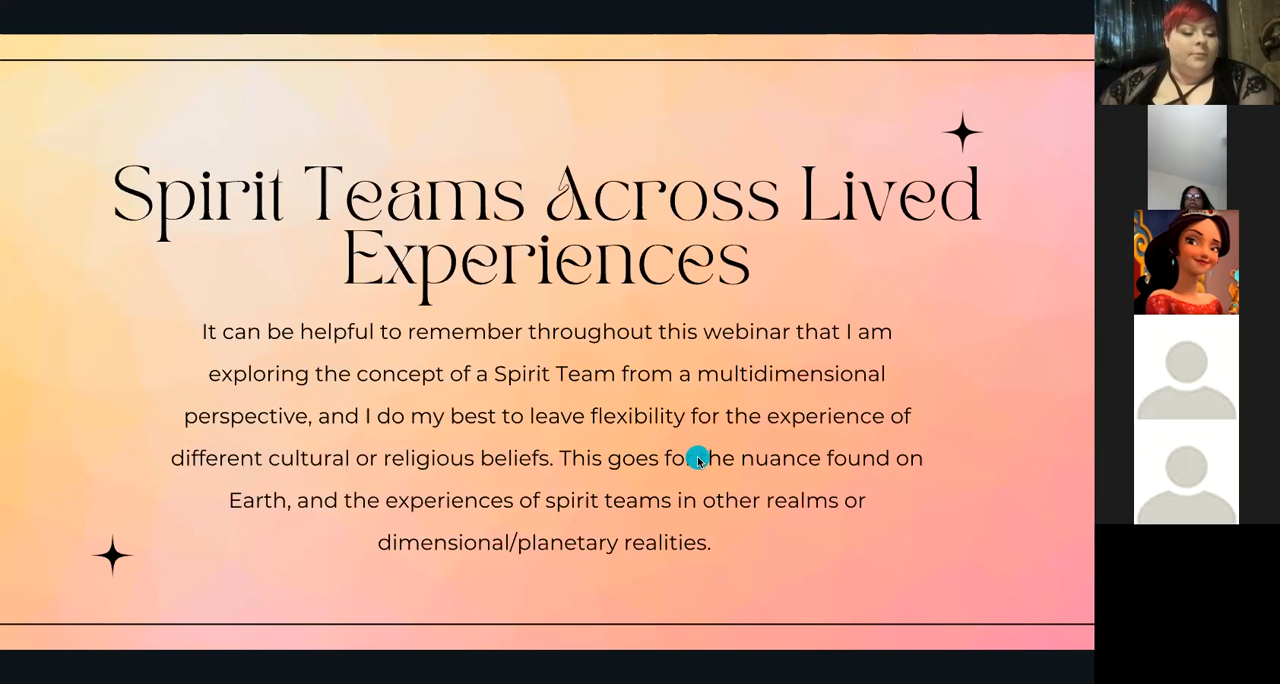 Spirit Teams Across Lived
Experiences
It can be helpful to remember throughout this webinar that I am
exploring the concept of a Spirit Team from a multidimensional
perspective, and I do my best to leave flexibility for the experience of
different cultural or religious beliefs. This goes for the nuance found on
Earth, and the experiences of spirit teams in other realms or
dimensional/planetary realities.